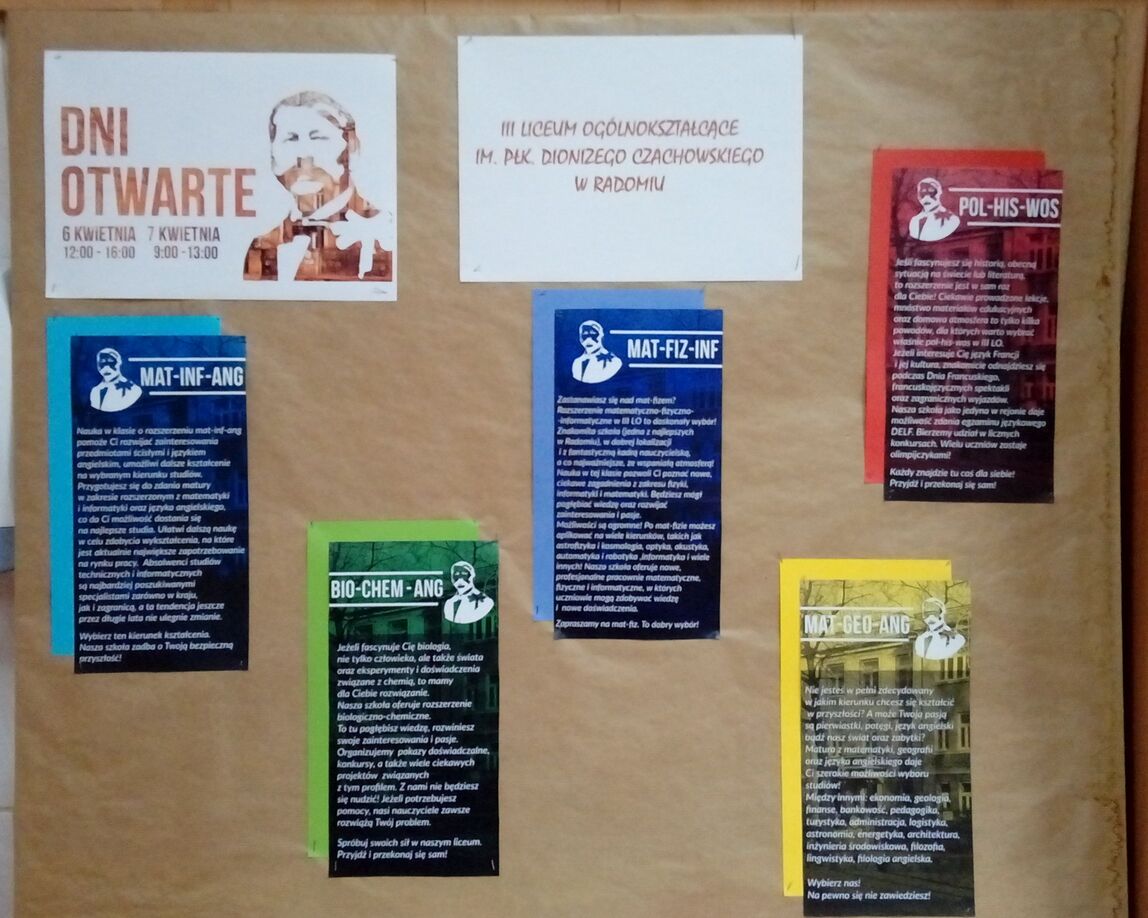 DNI
OTWARTE
6 KWIETNIA 7 KWIETNIA
12:00 - 16:00 9:00 -13:00
III LICEUM OGÓLNOKSZTAŁCĄCE
IM. PŁK. DIONIZEGO CZACHOWSKIEGO
W RADOMIU
MAT-INF-ANG
Nauka w klasie o rozszerzeniu mat-inf-ang
pomoże Ci rozwijać zainteresowania
przedmiotami ścisłymi i językiem
angielskim, umożliwi dalsze kształcenie
na wybranym kierunku studiów.
Przygotujesz się do zdania matury
w zakresie rozszerzonym z matematyki
i informatyki oraz języka angielskiego,
co da Ci możliwość dostania się
na najlepsze studia. Ułatwi dalszą naukę
w celu zdobycia wykształcenia, na które
jest aktualnie największe zapotrzebowanie
na rynku pracy. Absolwenci studiów
technicznych i informatycznych
są najbardziej poszukiwanymi
specjalistami zarówno w kraju,
jak i zagranicą, a ta tendencja jeszcze
przez długie lata nie ulegnie zmianie.
Wybierz ten kierunek kształcenia.
Nasza szkoła zadba o Twoją bezpieczną
przyszłość!
BIO-CHEM -ANG
Jeżeli fascynuje Cię biologia,
nie tylko człowieka, ale także świata
oraz eksperymenty i doświadczenia
związane z chemią, to mamy
dla Ciebie rozwiązanie.
Nasza szkoła oferuje rozszerzenie
biologiczno-chemiczne.
To tu pogłębisz wiedzę, rozwiniesz
swoje zainteresowania i pasje.
Organizujemy pokazy doświadczalne,
konkursy, a także wiele ciekawych
projektów związanych
z tym profilem. Z nami nie będziesz
się nudzić! Jeżeli potrzebujesz
pomocy, nasi nauczyciele zawsze
rozwiążą Twój problem.
Spróbuj swoich sił w naszym liceum.
Przyjdź i przekonaj się sam!
MAT-FIZ-INF
Zastanawiasz się nad mat-fizem?
Rozszerzenie matematyczno-fizyczno-
-informatyczne w III LO to doskonały wybór!
Znakomita szkoła (jedna z najlepszych
w Radomiu), w dobrej lokalizacji
i z fantastyczną kadrą nauczycielską,
a co najważniejsze, ze wspaniałą atmosferą!
Nauka w tej klasie pozwoli Ci poznać nowe,
ciekawe zagadnienia z zakresu fizyki,
informatyki i matematyki. Będziesz mógł
pogłębiać wiedzę oraz rozwijać
zainteresowania i pasje.
Możliwości są ogromne! Po mat-fizie możesz
aplikować na wiele kierunków, takich jak
astrofizyka i kosmologia, optyka, akustyka,
automatyka i robotyka ,informatyka i wiele
innych! Nasza szkoła oferuje nowe,
profesjonalne pracownie matematyczne,
fizyczne i informatyczne, w których
uczniowie mogą zdobywać wiedzę
i nowe doświadczenia.
Zapraszamy na mat-fiz. To dobry wybór!
POL-HIS-WOS
Jeśli fascynujesz się historią, obecną
sytuacją na świecie lub literaturą,
to rozszerzenie jest w sam raz
dla Ciebie! Ciekawie prowadzone lekcje,
mnóstwo materiałów edukacyjnych
oraz domowa atmosfera to tylko kilka
powodów, dla których warto wybrać
właśnie pol-his-wos w III LO.
Jeżeli interesuje Cię język Francji
i jej kultura, znakomicie odnajdziesz się
podczas Dnia Francuskiego,
francuskojęzycznych spektakli
oraz zagranicznych wyjazdów.
Nasza szkoła jako jedyna w rejonie daje
możliwość zdania egzaminu językowego
DELF. Bierzemy udział w licznych
konkursach. Wielu uczniów zostaje
olimpijczykami!
Każdy znajdzie tu coś dla siebie!
Przyjdź i przekonaj się sam!
MAT-GEO-ANG
Nie jesteś w pełni zdecydowany
w jakim kierunku chcesz się kształcić
w przyszłości? A może Twoją pasją
są pierwiastki, potęgi, język angielski
bądź nasz świat oraz zabytki?
Matura z matematyki, geografii
oraz języka angielskiego daje
Ci szerokie możliwości wyboru
studiów!
Między innymi: ekonomia, geologia,
finanse, bankowość, pedagogika,
turystyka, administracja, logistyka,
astronomia, energetyka, architektura,
inżynieria środowiskowa, filozofia,
lingwistyka, filologia angielska.
Wybierz nas!
Na pewno się nie zawiedziesz!